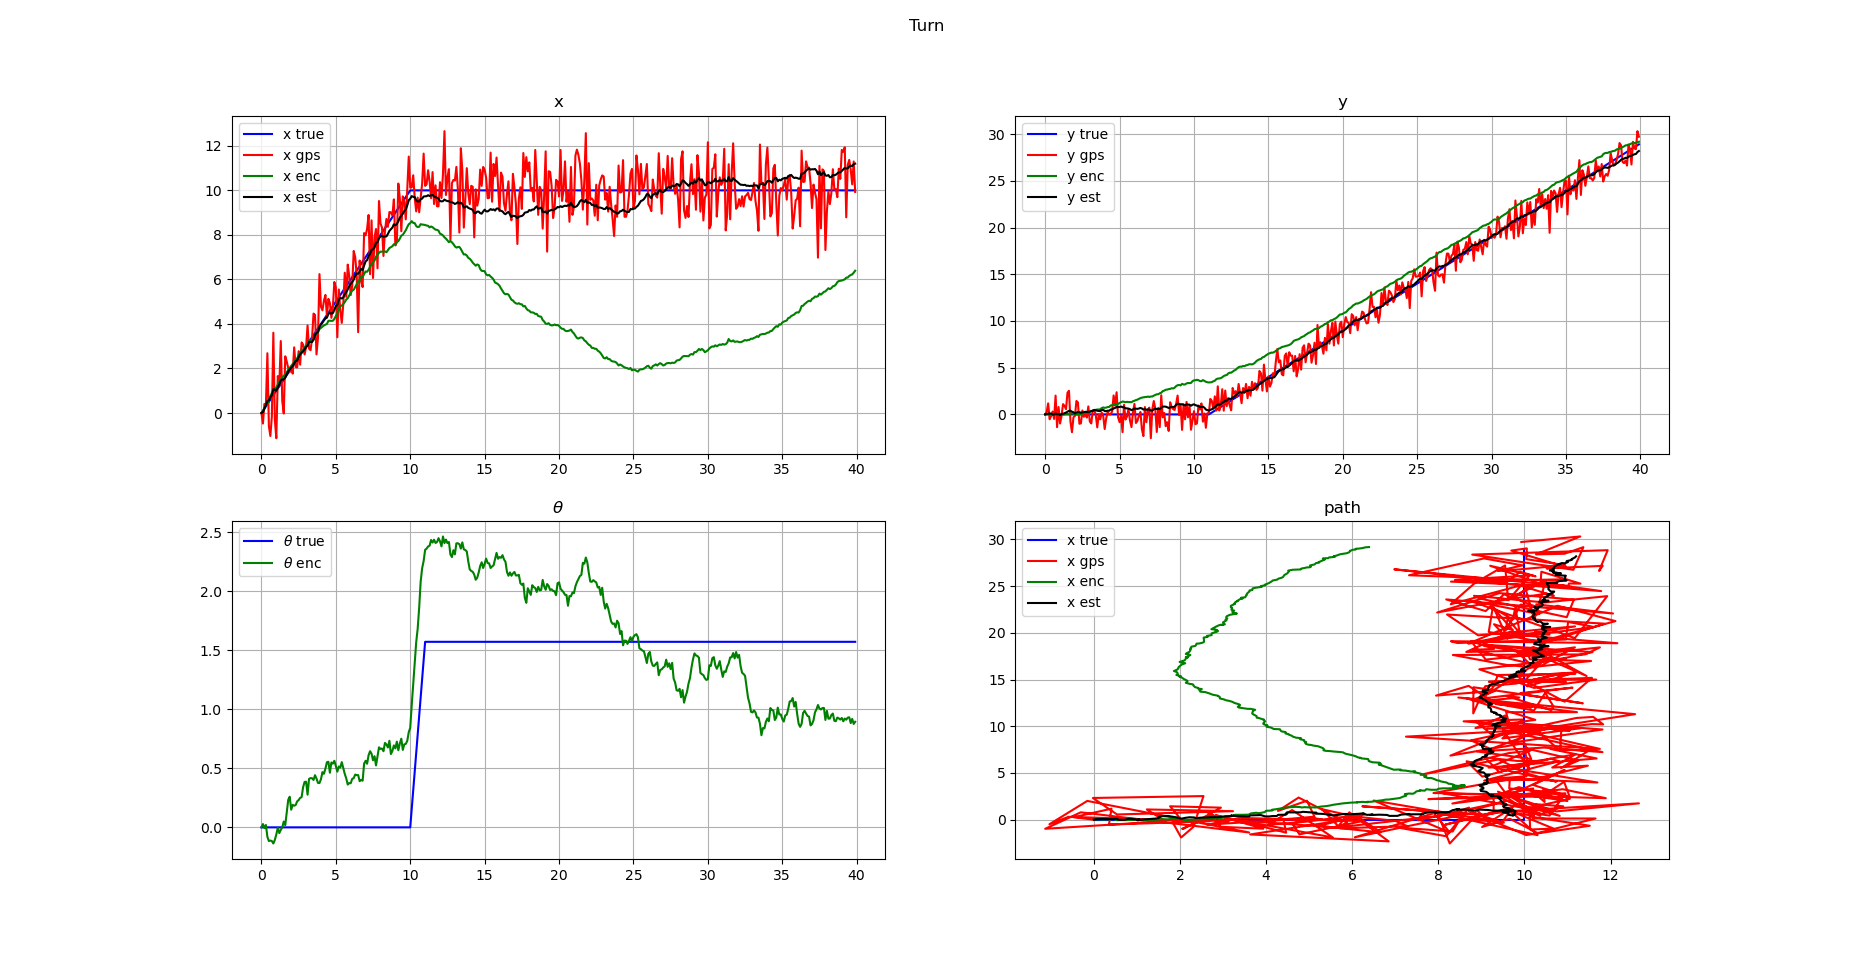 Turn
x
x true
x gps
x enc
x est
12
10
8
6
4
2
0
0 5 10 15 20 25 30 35 40
y
y true
y gps
y enc
y est
30
25
20
15
10
5
0
0 5 10 15 20 25 30 35 40
θ
θ true
θ enc
2.5
2.0
1.5
1.0
0.5
0.0
0 5 10 15 20 25 30 35 40
path
x true
x gps
x enc
x est
30
25
20
15
10
5
0
0 2 4 6 8 10 12